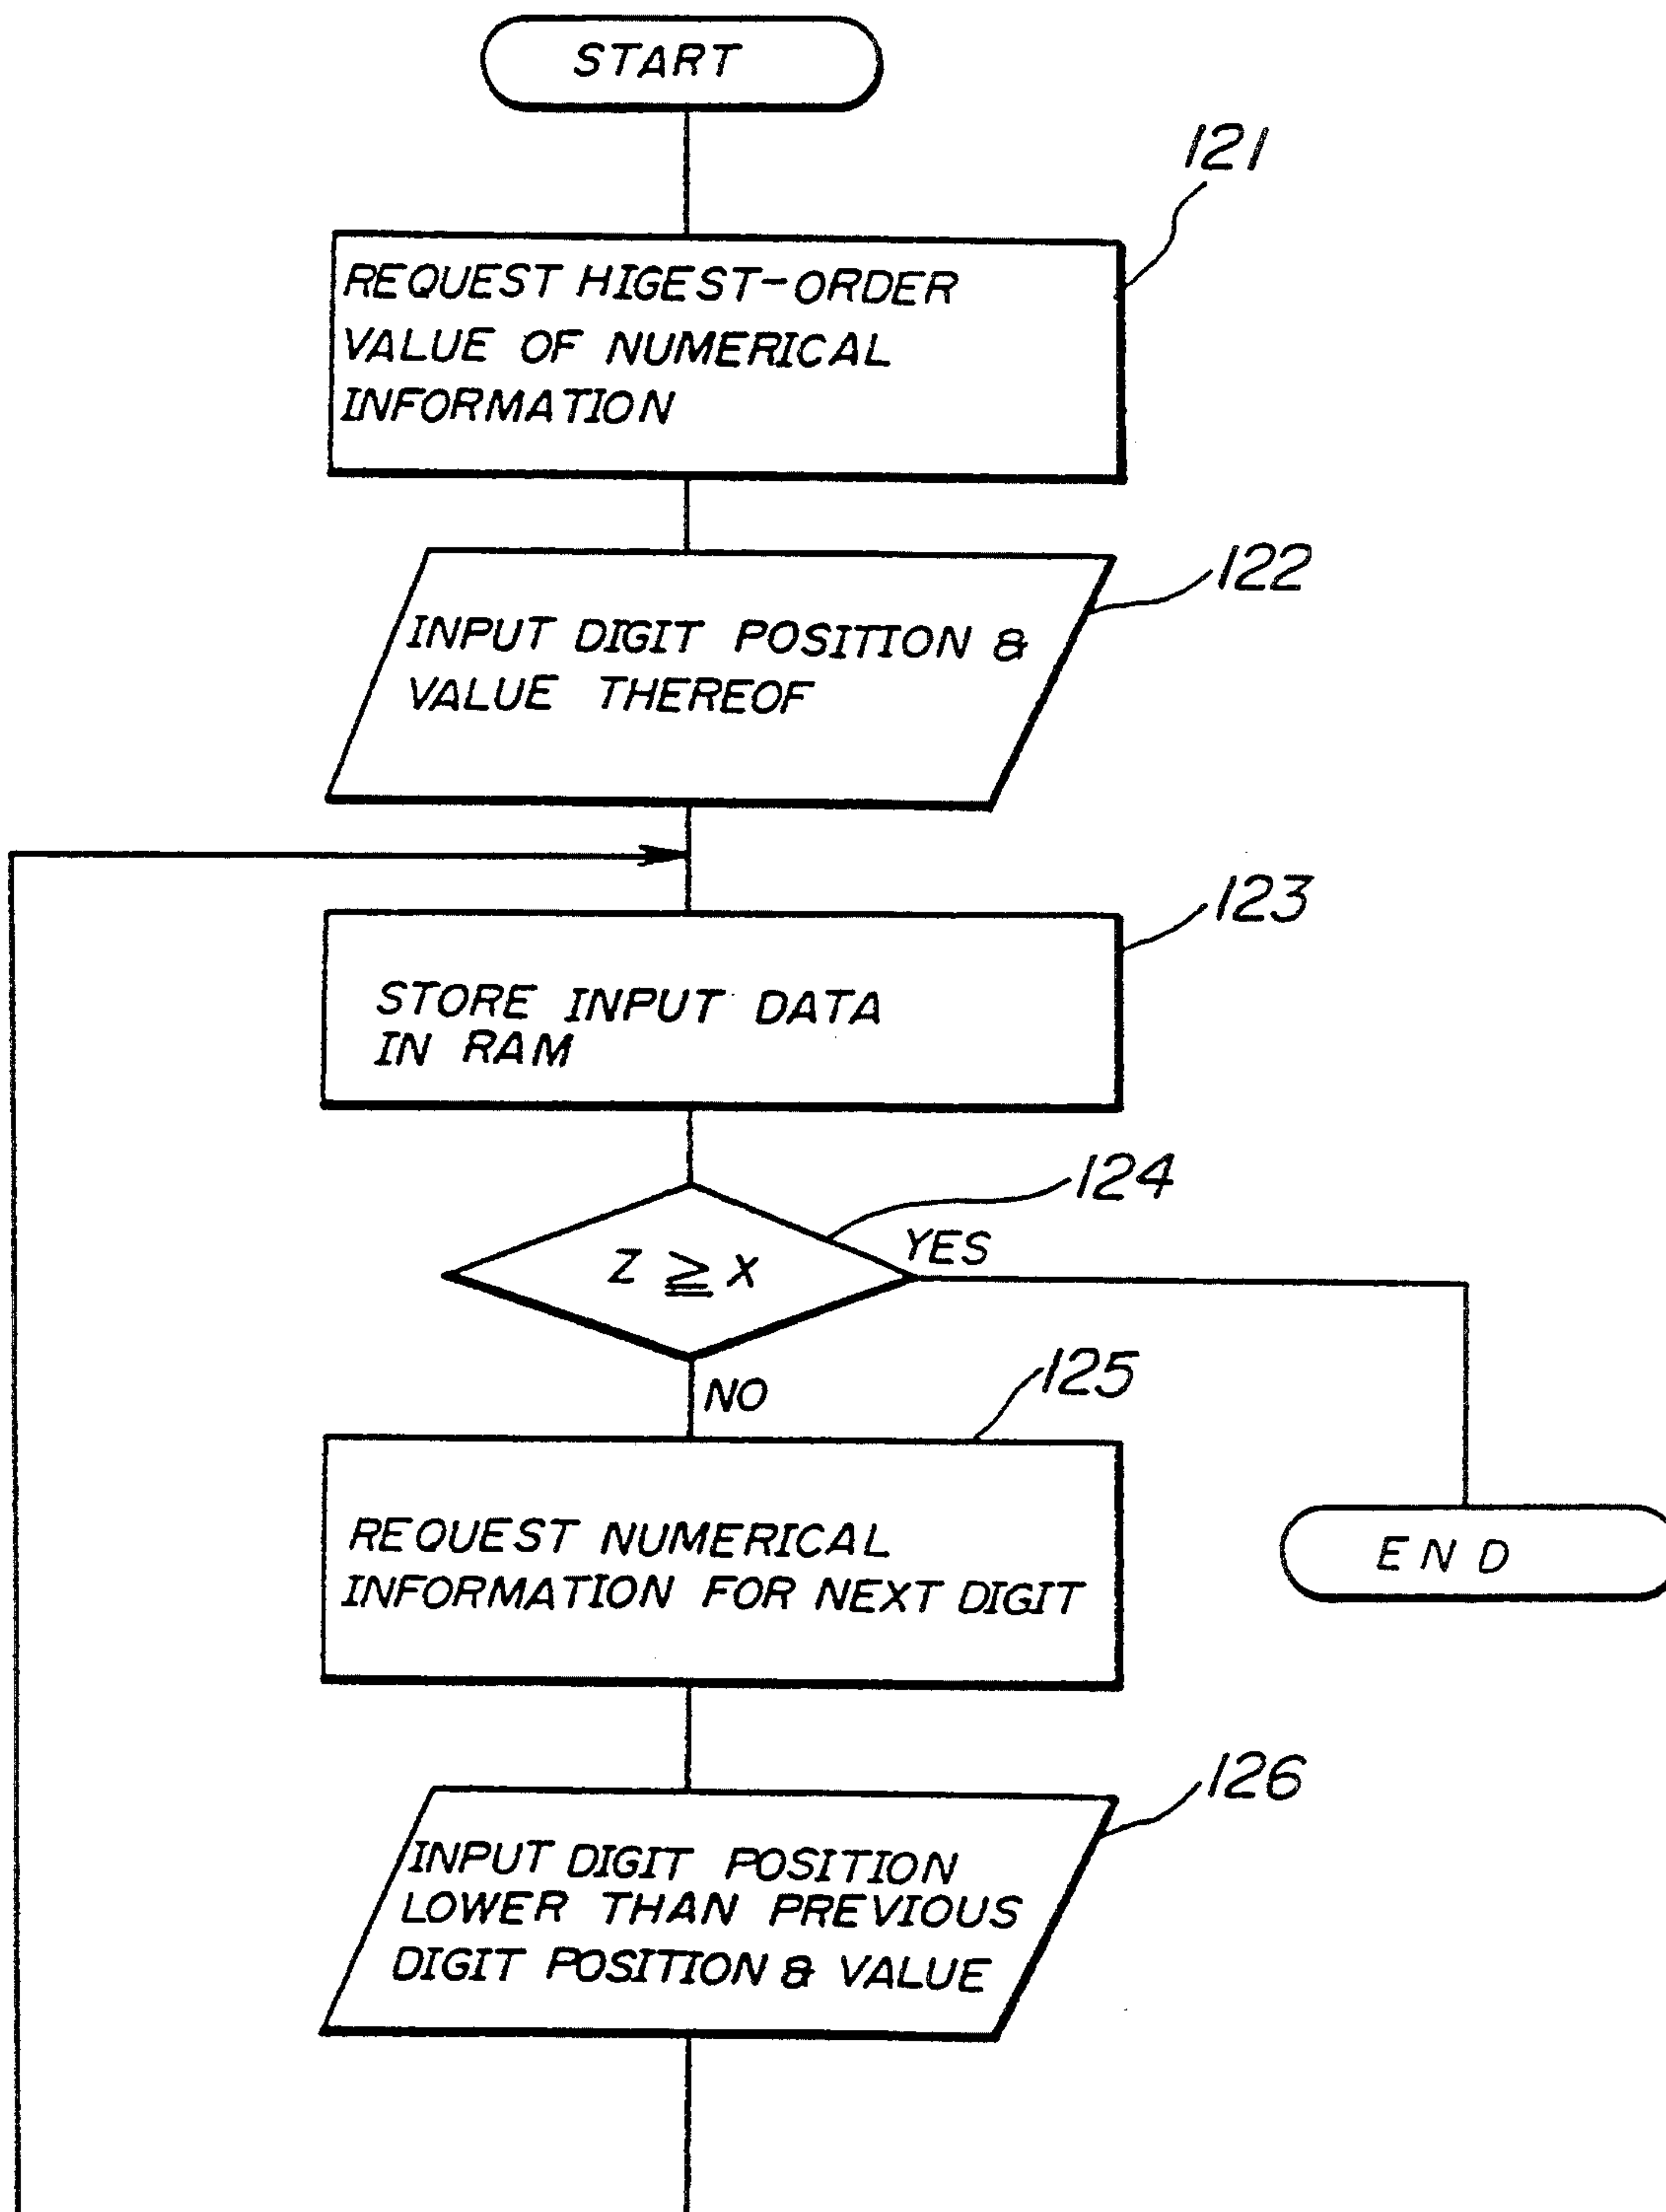 START
121
REQUEST HIGEST-ORDER
VALUE OF NUMERICAL
INFORMATION
122
INPUT DIGIT POSITION &
VALUE THEREOF
123
STORE INPUT DATA
IN RAM
124
Z ≧ X
YES
NO
125
REQUEST NUMERICAL
INFORMATION FOR NEXT DIGIT
END
126
INPUT DIGIT POSITION
LOWER THAN PREVIOUS
DIGIT POSITION & VALUE